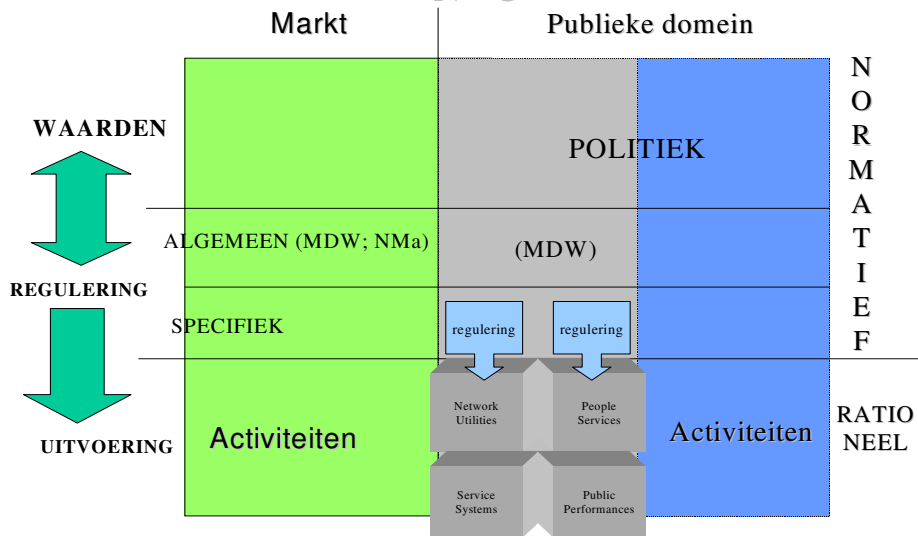 Markt
Publieke domein
WAARDEN
POLITIEK
ALGEMEEN (MDW; NMa)
(MDW)
REGULERING
SPECIFIEK
regulering
regulering
NORMATIEF
UITVOERING
Activiteiten
Network
Utilities
People
Services
Activiteiten
RATIO
NEEL
Service
Systems
Public
Performances